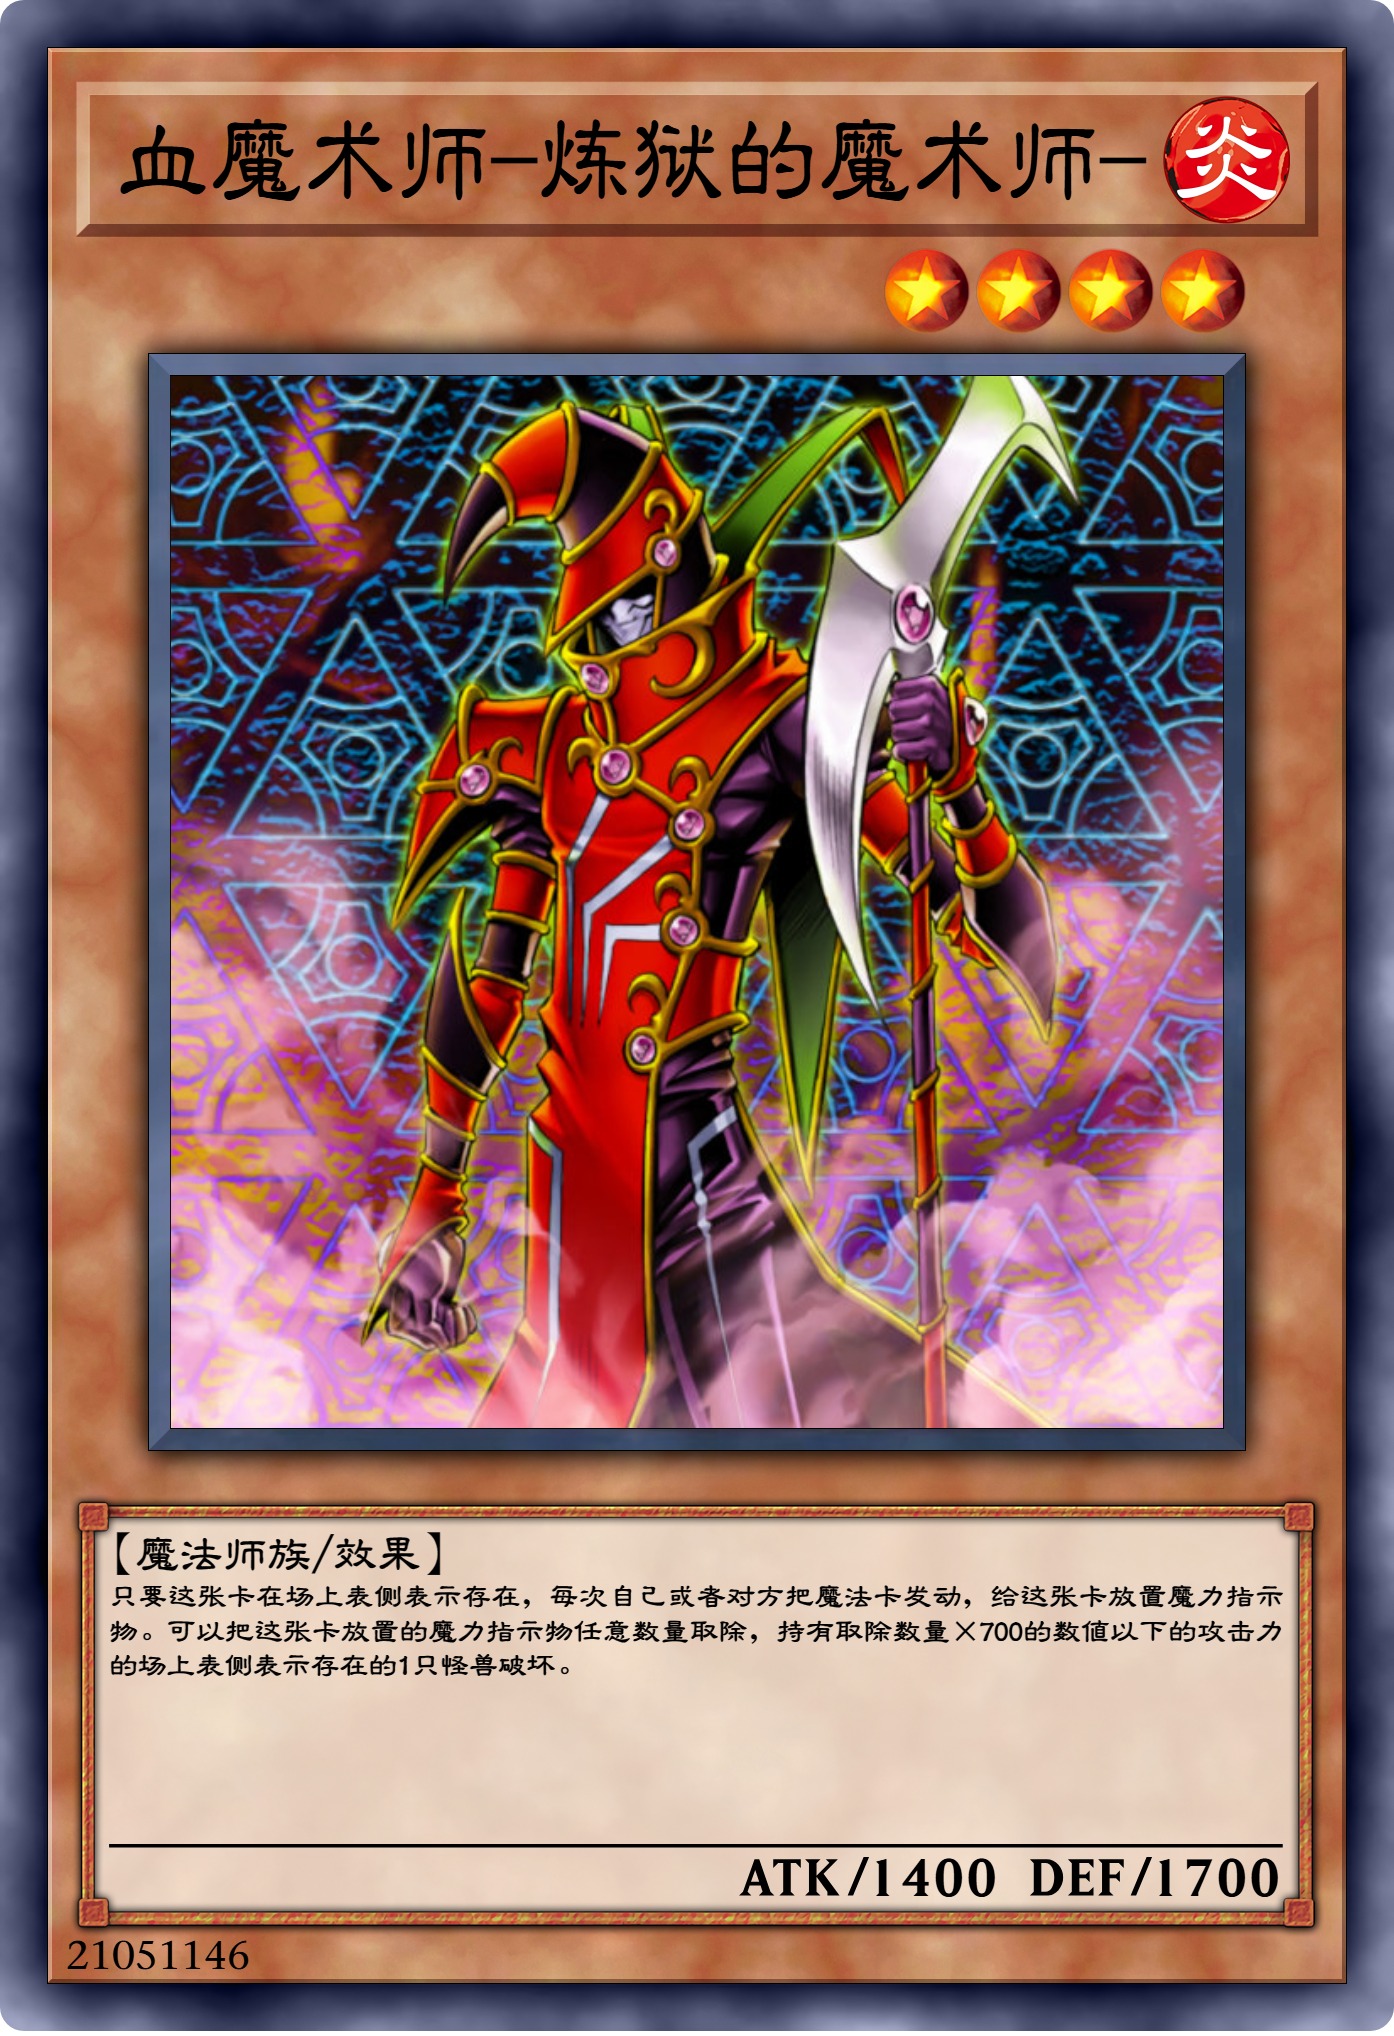 血魔术师-炼狱的魔术师-
炎
【魔法师族/效果】
只要这张卡在场上表侧表示存在，每次自己或者对方把魔法卡发动，给这张卡放置魔力指示
物。可以把这张卡放置的魔力指示物任意数量取除，持有取除数量×700的数值以下的攻击力
的场上表侧表示存在的1只怪兽破坏。
ATK/1400 DEF/1700
21051146